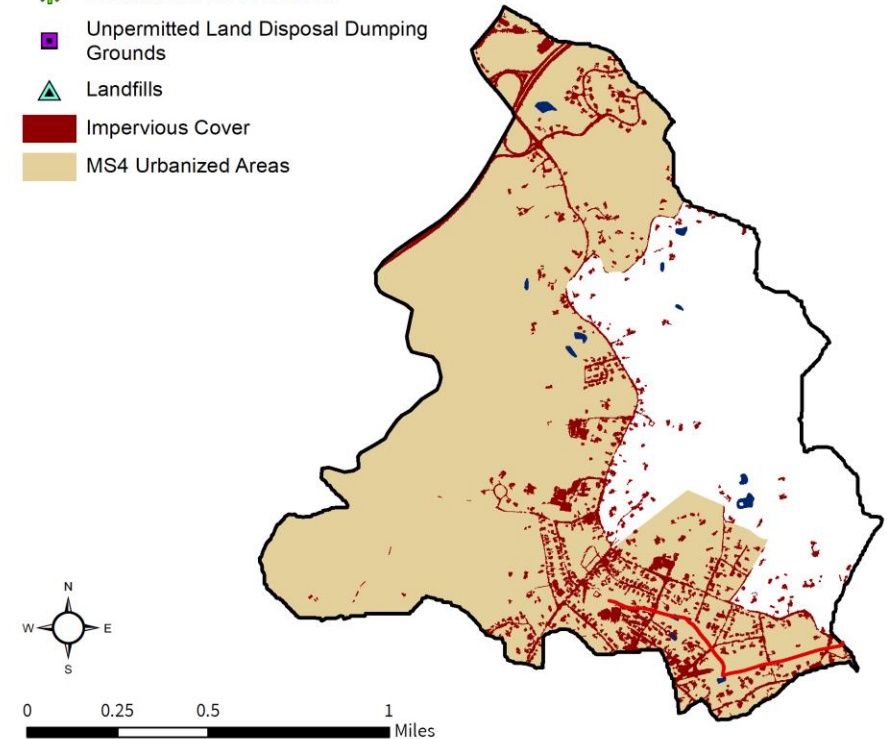 Unpermitted Land Disposal Dumping
Grounds
Landfills
Impervious Cover
MS4 Urbanized Areas
N
W E
S
0 0.25 0.5 1
Miles